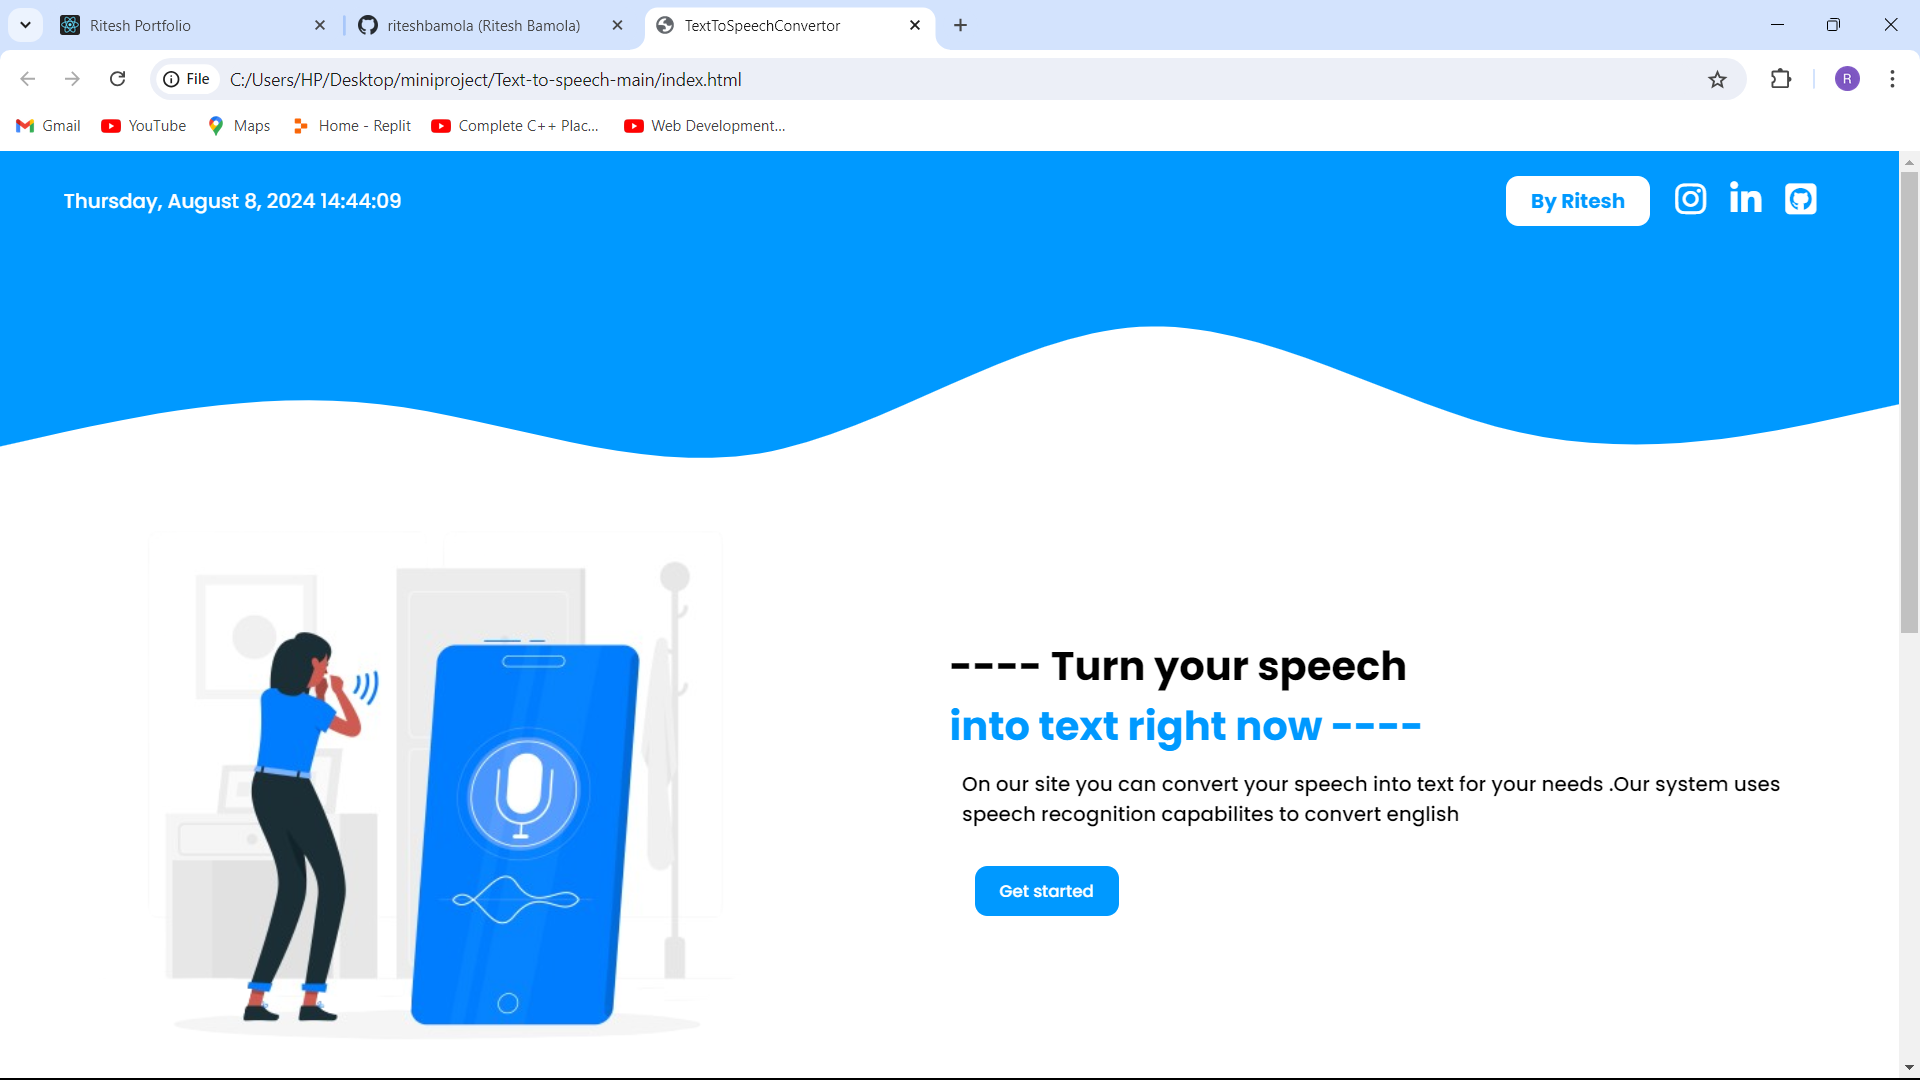 Ritesh Portfolio
riteshbamola (Ritesh Bamola)
TextToSpeechConvertor
File
C:/Users/HP/Desktop/miniproject/Text-to-speech-main/index.html
R
Gmail
YouTube
Maps
Home - Replit
Complete C++ Plac...
Web Development...
Thursday, August 8, 2024 14:44:09
By Ritesh
---- Turn your speech
into text right now ----
On our site you can convert your speech into text for your needs .Our system uses
speech recognition capabilites to convert english
Get started